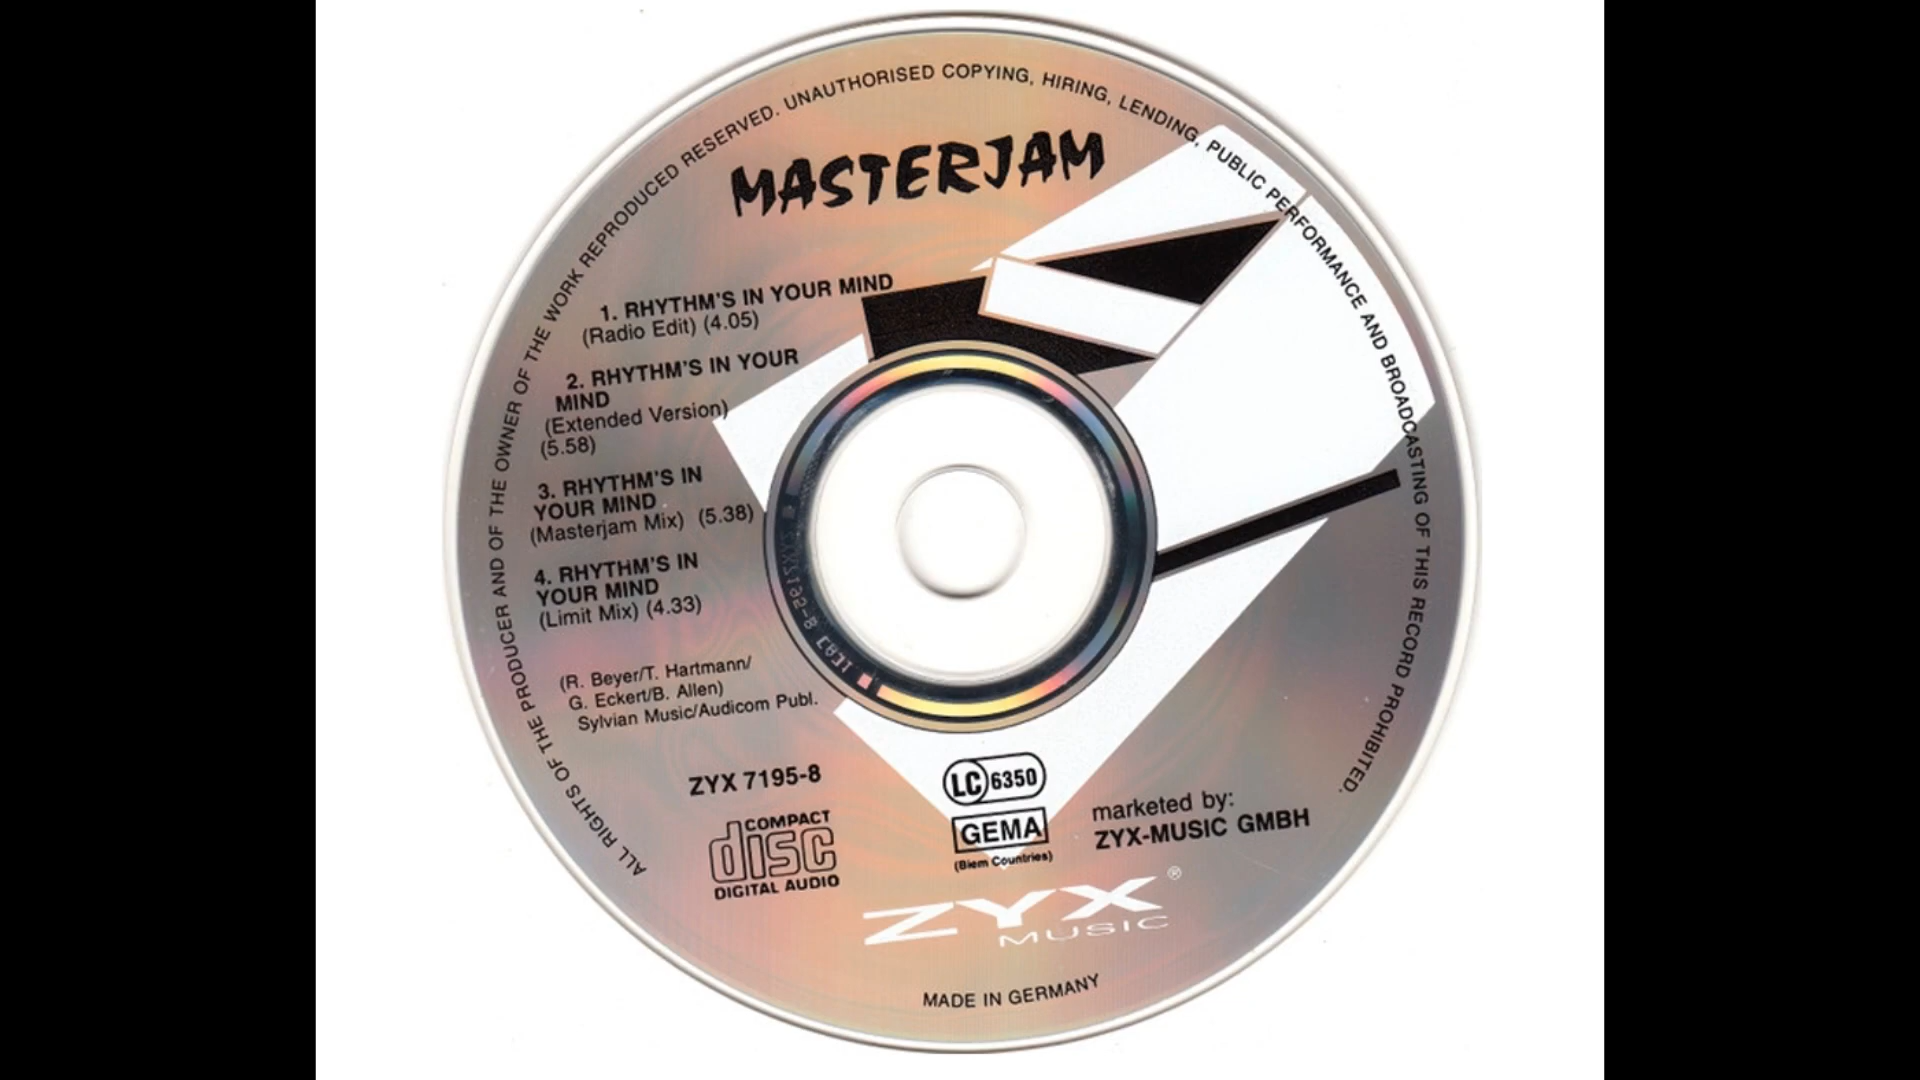 ALL RIGHTS OF THE PRODUCER AND OF THE OWNER OF THE WORK REPRODUCED RESERVED. UNAUTHORISED COPYING, HIRING, LENDING, PUBLIC PERFORMANCE AND BROADCASTING OF THIS RECORD PROHIBITED.
MASTERJAM
1. RHYTHM'S IN YOUR MIND
(Radio Edit) (4.05)
2. RHYTHM'S IN YOUR
MIND
(Extended Version)
(5.58)
3. RHYTHM'S IN
YOUR MIND
(Masterjam Mix) (5.38)
4. RHYTHM'S IN
YOUR MIND
(Limit Mix) (4.33)
(R. Beyer/T. Hartmann/
G. Eckert/B. Allen)
Sylvian Music/Audicom Publ.
ZYX 7195-8
COMPACT
disc
DIGITAL AUDIO
LC 6350
GEMA
(Biem Countries)
marketed by:
ZYX-MUSIC GMBH
ZYX®
MUSIC
MADE IN GERMANY